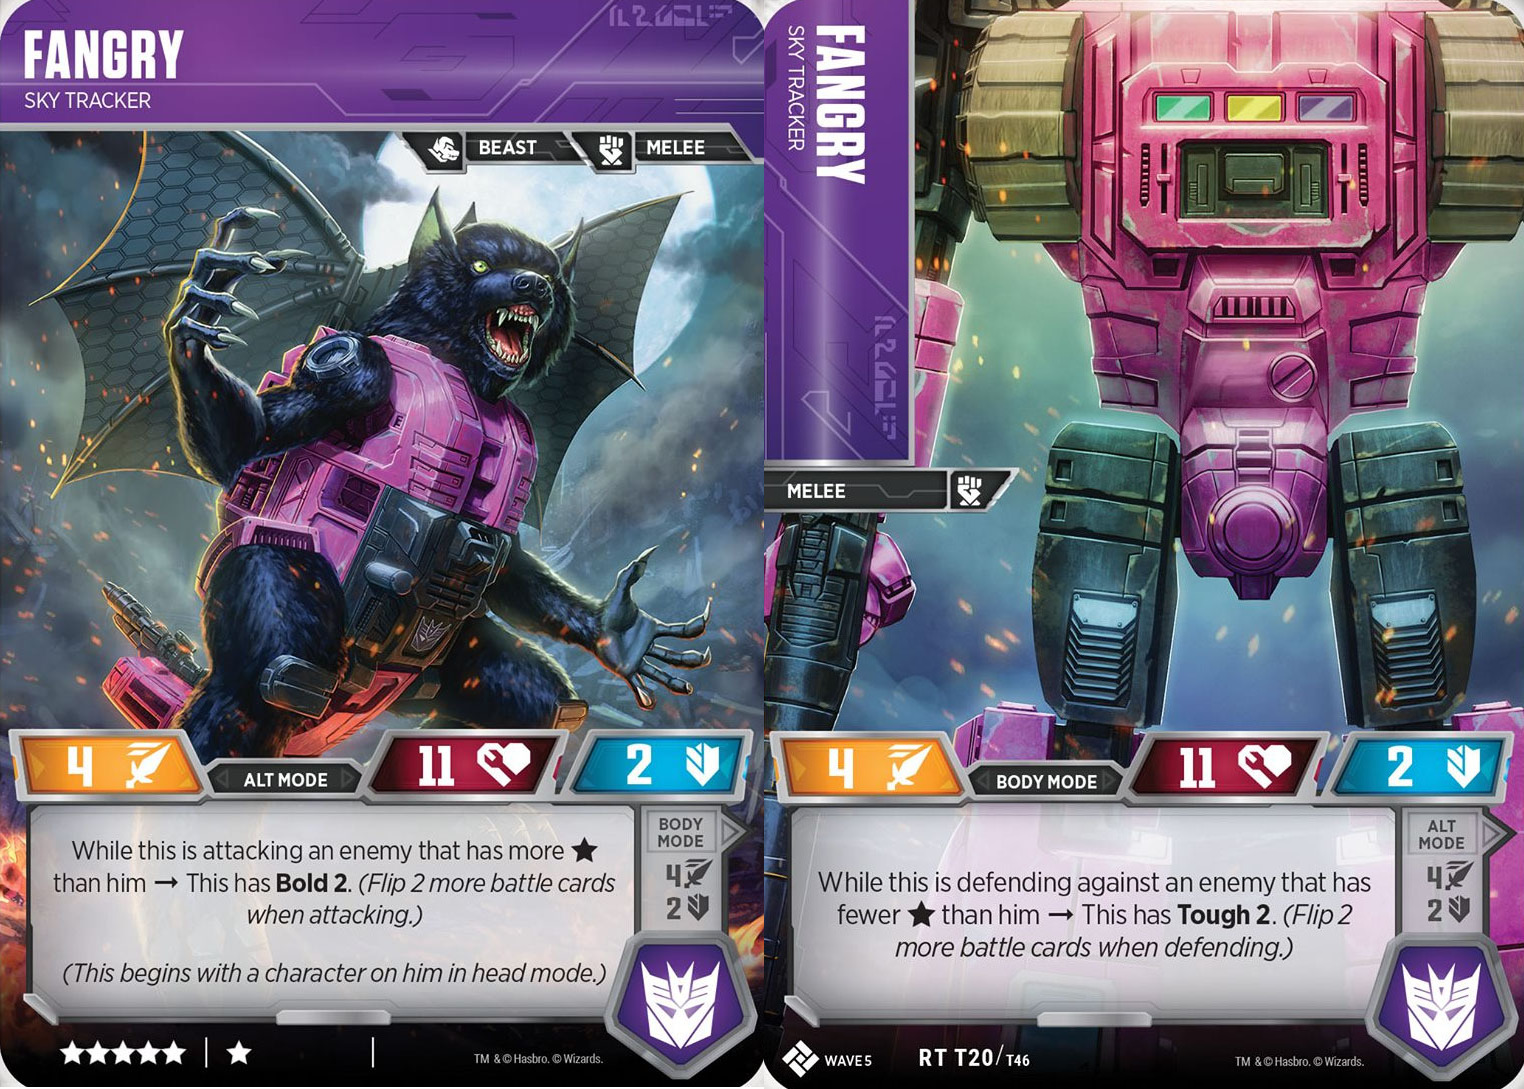 FANGRY
SKY TRACKER
BEAST
MELEE
4
ALT MODE
11
2
While this is attacking an enemy that has more ★
than him → This has Bold 2. (Flip 2 more battle cards
when attacking.)
(This begins with a character on him in head mode.)
BODY
MODE
4
2
★★★★★ | ★ |
TM & © Hasbro. © Wizards.
FANGRY
SKY TRACKER
MELEE
4
BODY MODE
11
2
While this is defending against an enemy that has
fewer ★ than him → This has Tough 2. (Flip 2
more battle cards when defending.)
ALT
MODE
4
2
WAVE 5
RT T20/T46
TM & © Hasbro. © Wizards.